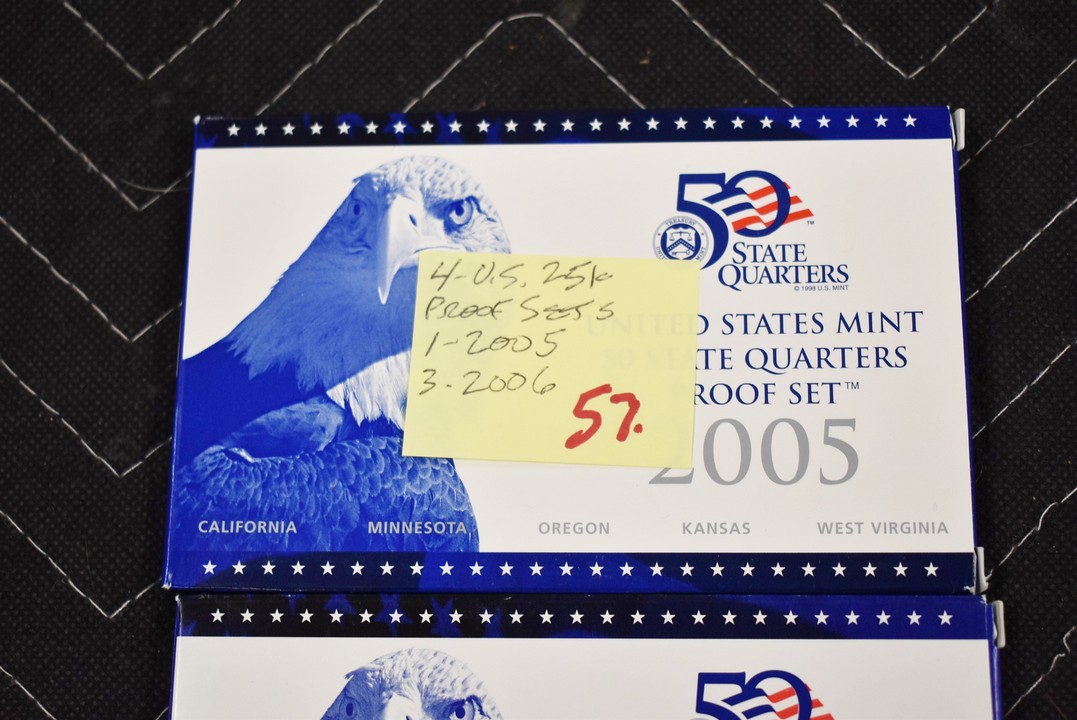 50
STATE
QUARTERS
© 1998 U.S. MINT
4-U.S. 25¢
PROOF SETS
1-2005
3-2006
57.
UNITED STATES MINT
50 STATE QUARTERS
PROOF SET™
2005
CALIFORNIA MINNESOTA OREGON KANSAS WEST VIRGINIA
50